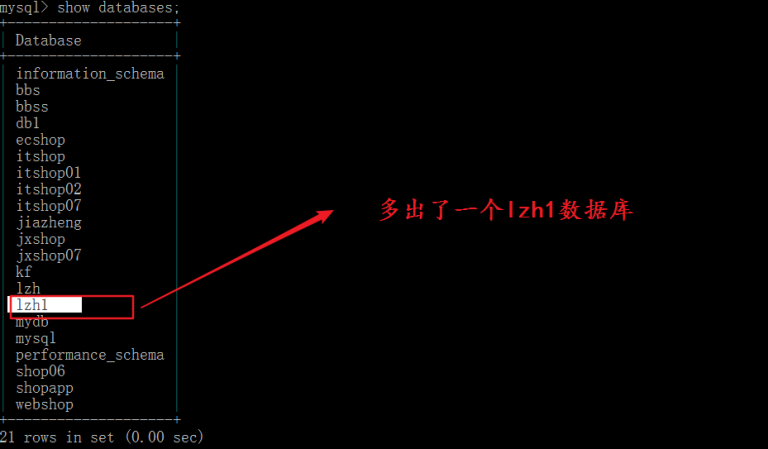 mysql> show databases;
+--------------------+
| Database           |
+--------------------+
| information_schema |
| bbs                |
| bbss               |
| db1                |
| ecshop             |
| itshop             |
| itshop01           |
| itshop02           |
| itshop07           |
| jiazheng           |
| jxshop             |
| jxshop07           |
| kf                 |
| lzh                |
| lzh1               |
| mydb               |
| mysql              |
| performance_schema |
| shop06             |
| shopapp            |
| webshop            |
+--------------------+
21 rows in set (0.00 sec)
多出了一个lzh1数据库